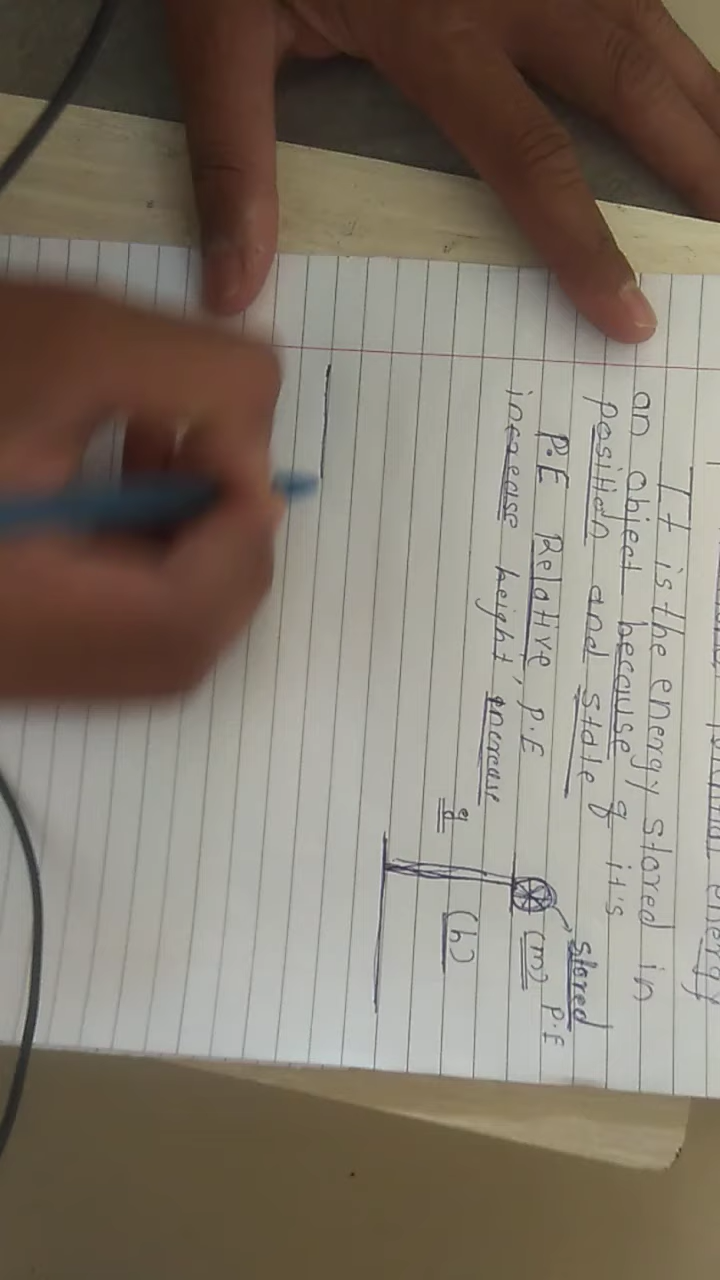 energy
It is the energy stored in
an object because of it's
position and state
P.E Relative P.E
increase height, increase
stored
P.E
(m)
g
(h)